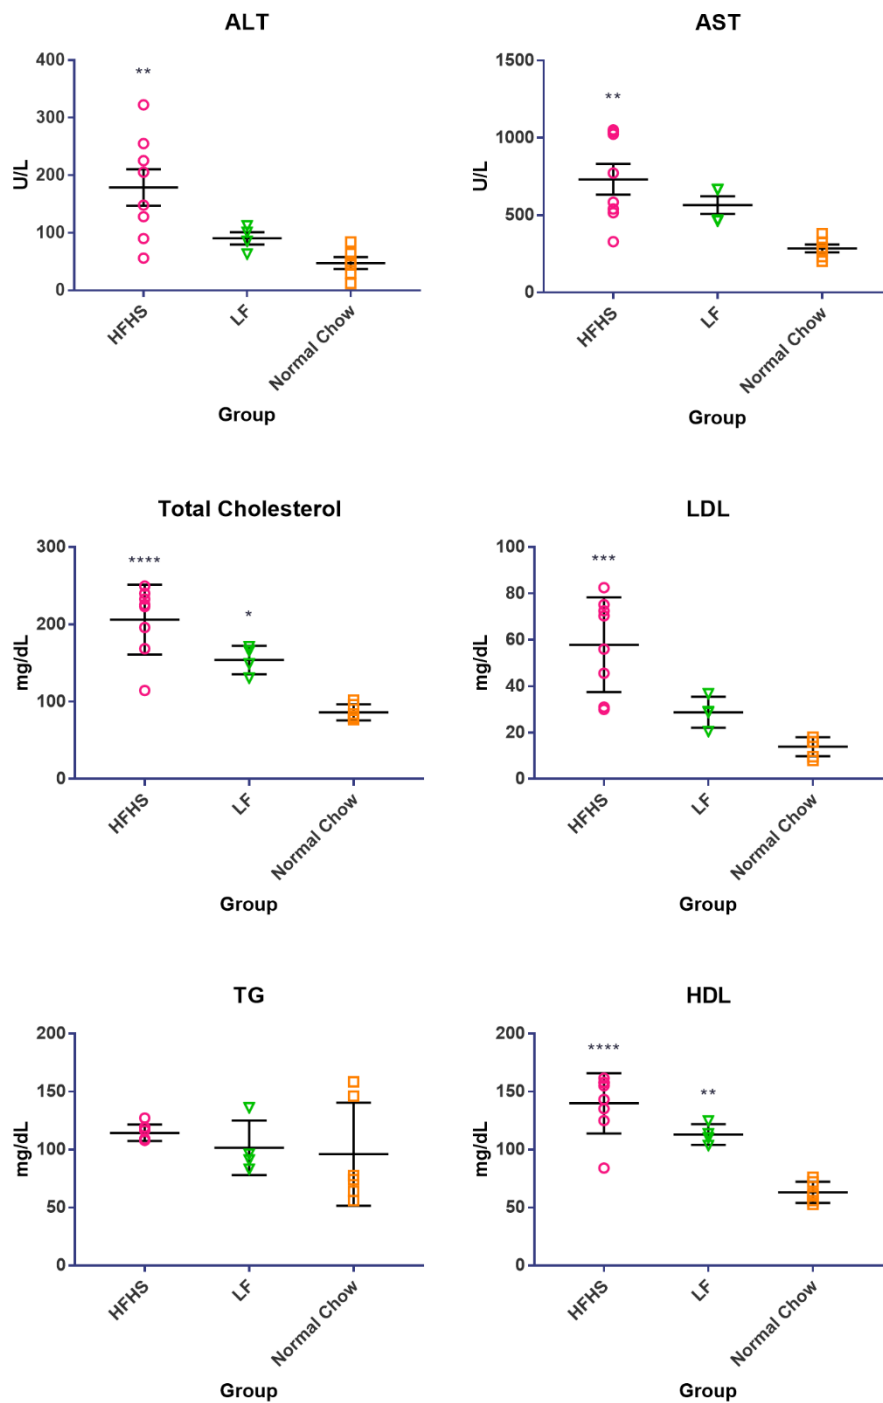 ALT
400
300
200
100
0
U/L
**
HFHS
LF
Normal Chow
Group
AST
1500
1000
500
0
U/L
**
HFHS
LF
Normal Chow
Group
Total Cholesterol
300
200
100
0
mg/dL
****
*
HFHS
LF
Normal Chow
Group
LDL
100
80
60
40
20
0
mg/dL
***
HFHS
LF
Normal Chow
Group
TG
200
150
100
50
0
mg/dL
HFHS
LF
Normal Chow
Group
HDL
200
150
100
50
0
mg/dL
****
**
HFHS
LF
Normal Chow
Group